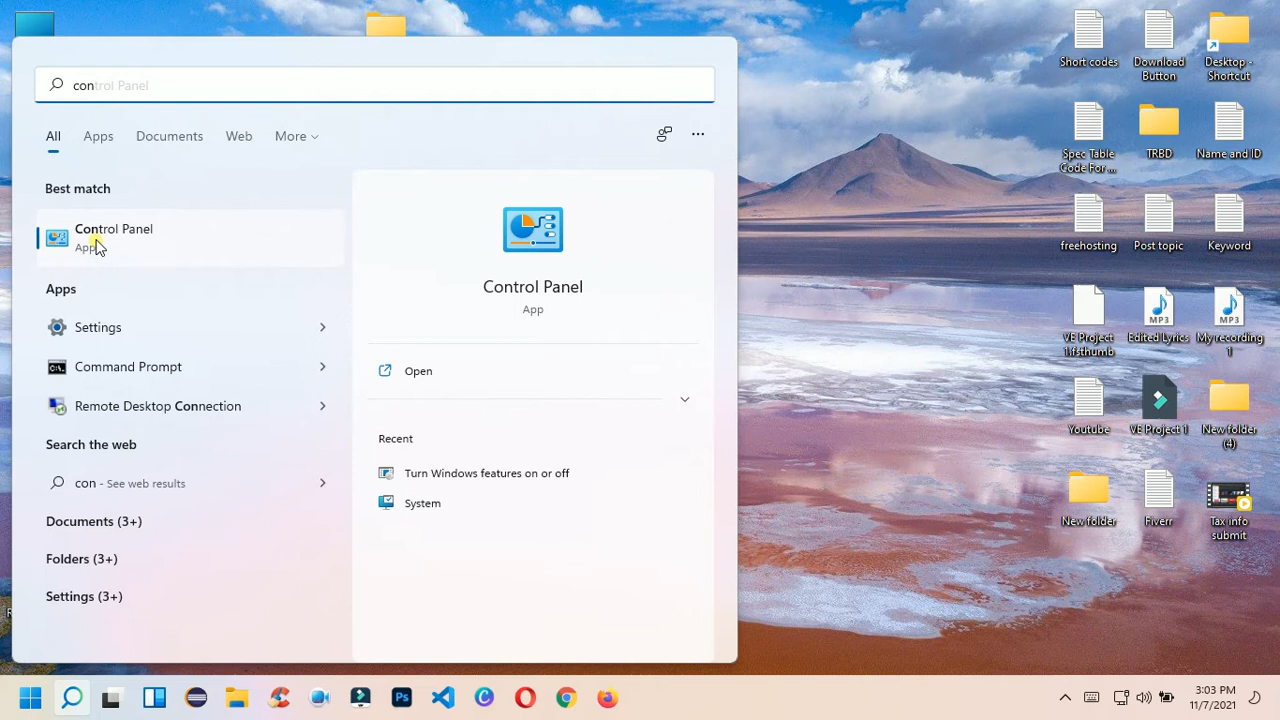 control Panel
All Apps Documents Web More
Best match
Control Panel
App
Apps
Settings
Command Prompt
Remote Desktop Connection
Search the web
con - See web results
Documents (3+)
Folders (3+)
Settings (3+)
Control Panel
App
Open
Recent
Turn Windows features on or off
System
Short codes
Download
Button
Desktop -
Shortcut
Spec Table
Code For ...
TRBD
Name and ID
freehosting
Post topic
Keyword
VE Project
1.fsthumb
MP3
Edited Lyrics
MP3
My recording
1
Youtube
VE Project 1
New folder
(4)
New folder
Fiverr
Tax info
submit
Ps
3:03 PM
11/7/2021